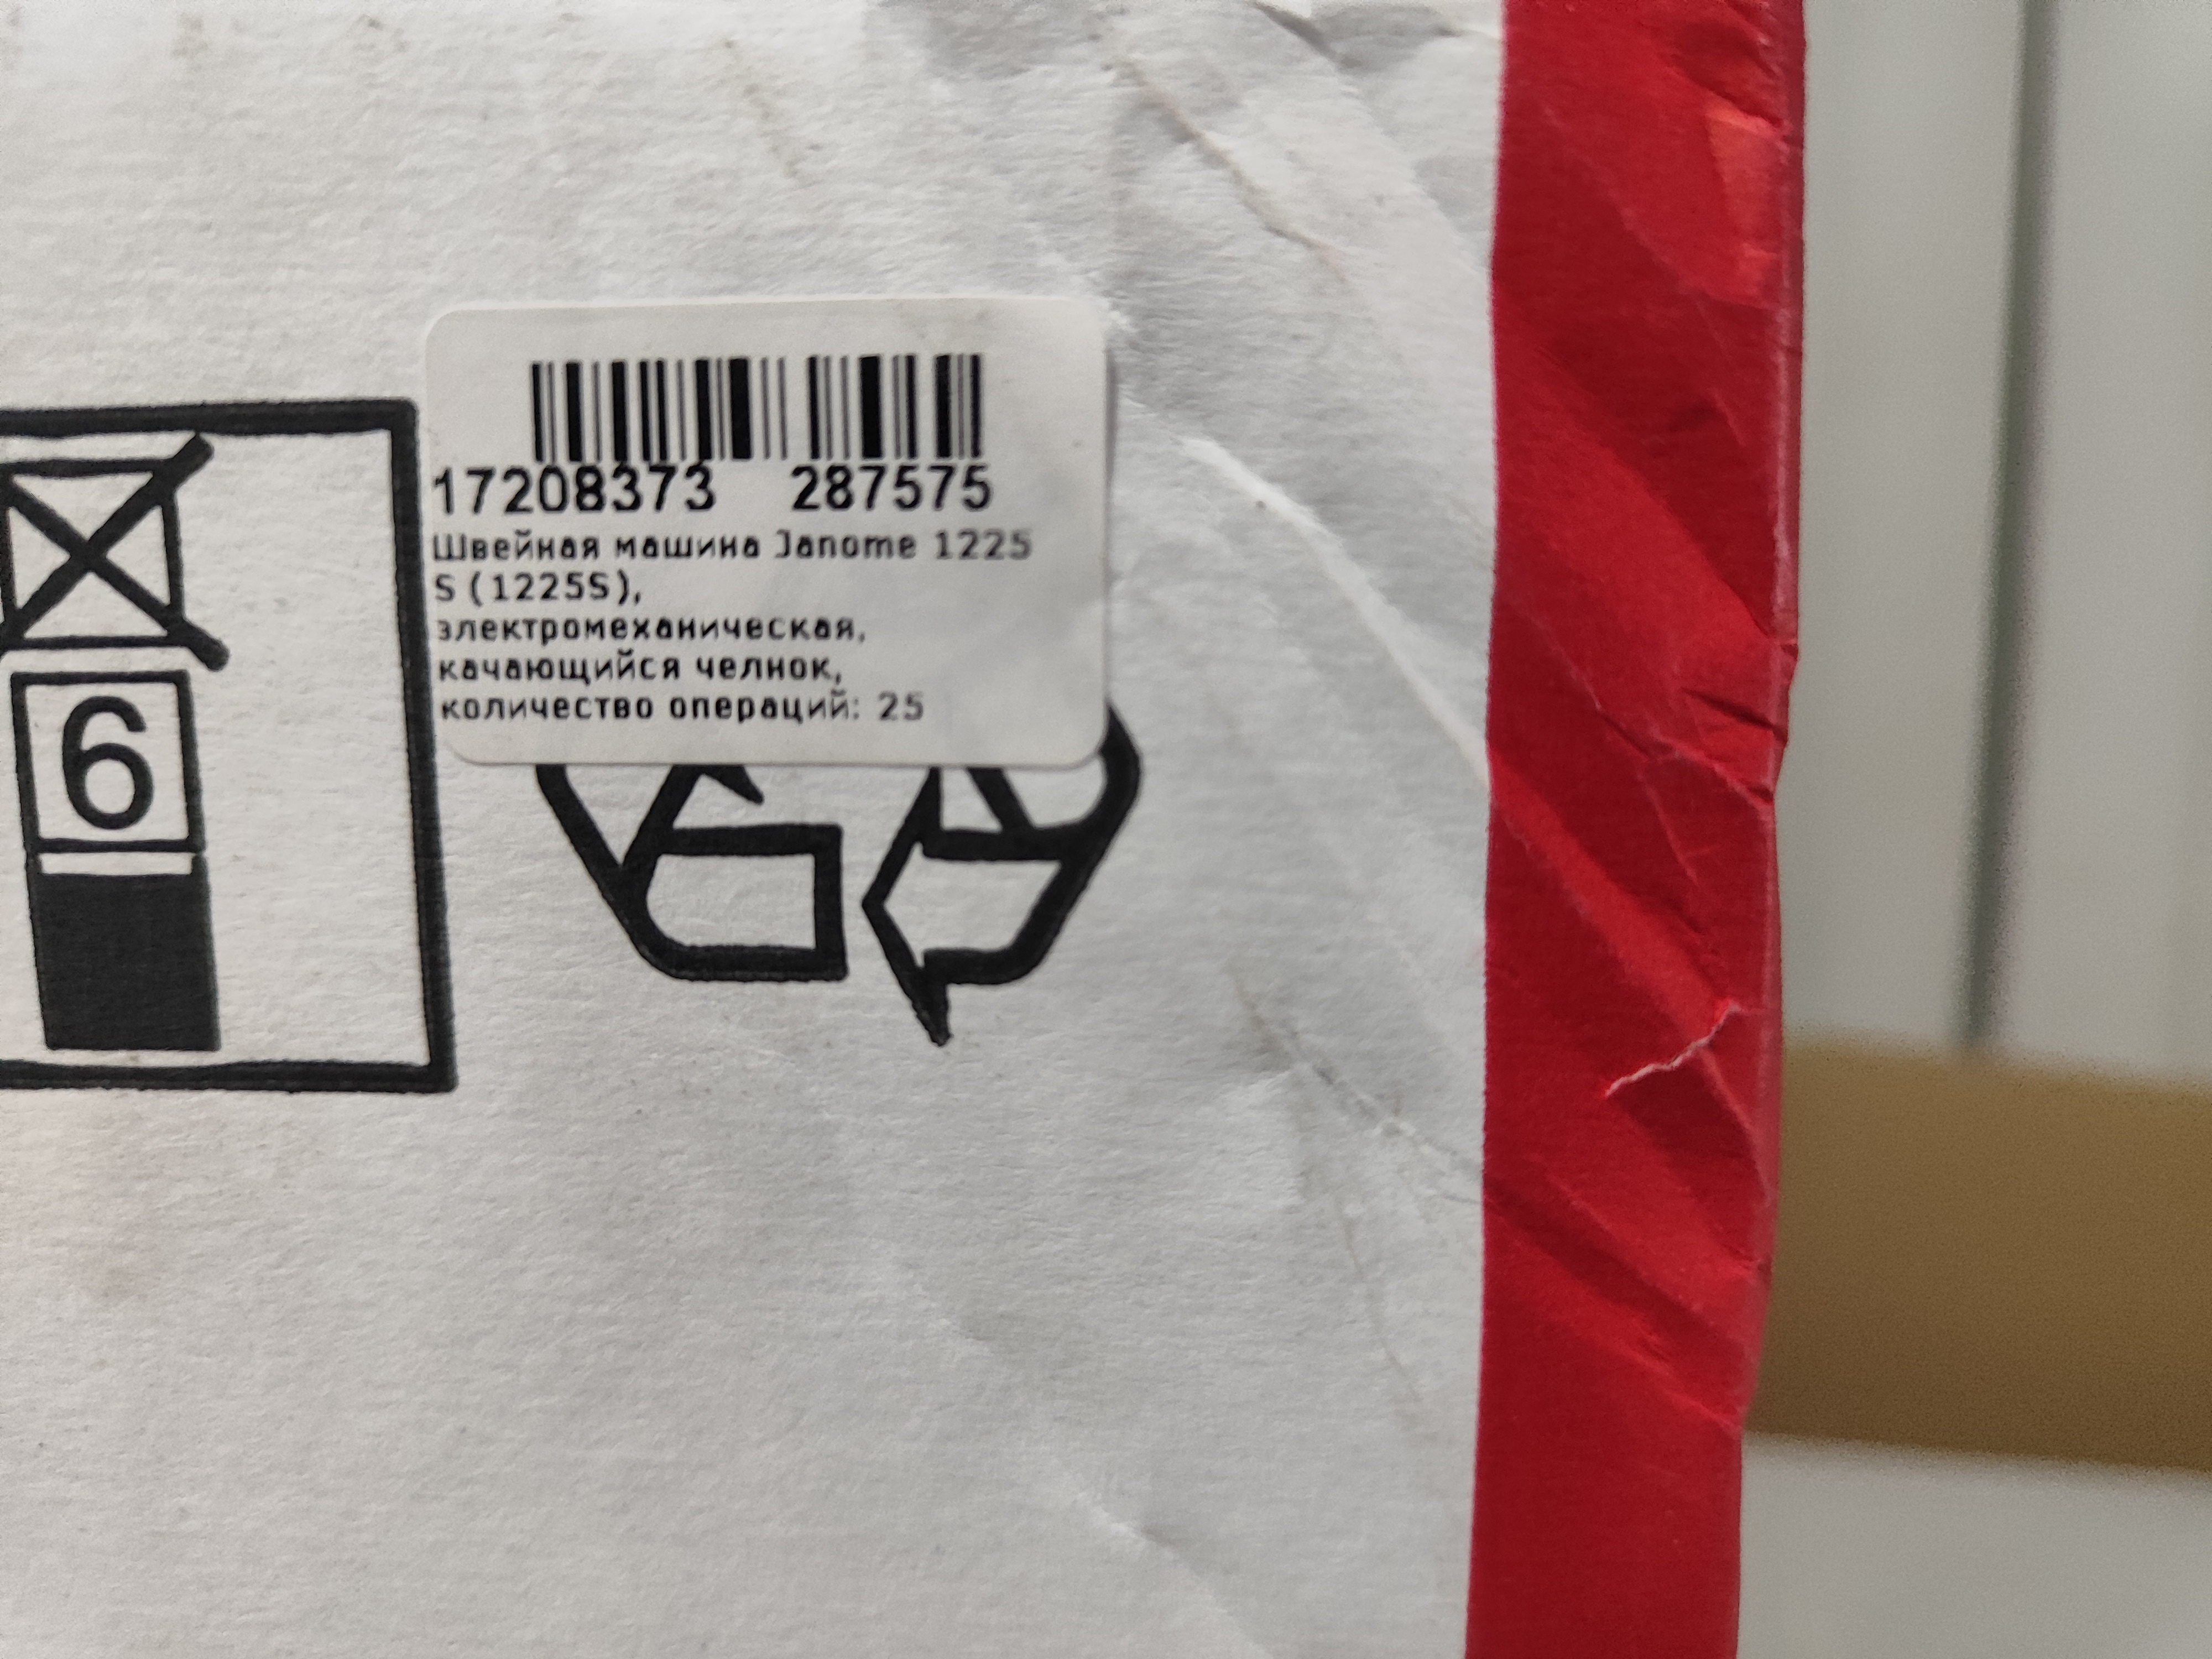 17208373 287575
Швейная машина Janome 1225
S (1225S),
электромеханическая,
качающийся челнок,
количество операций: 25
6